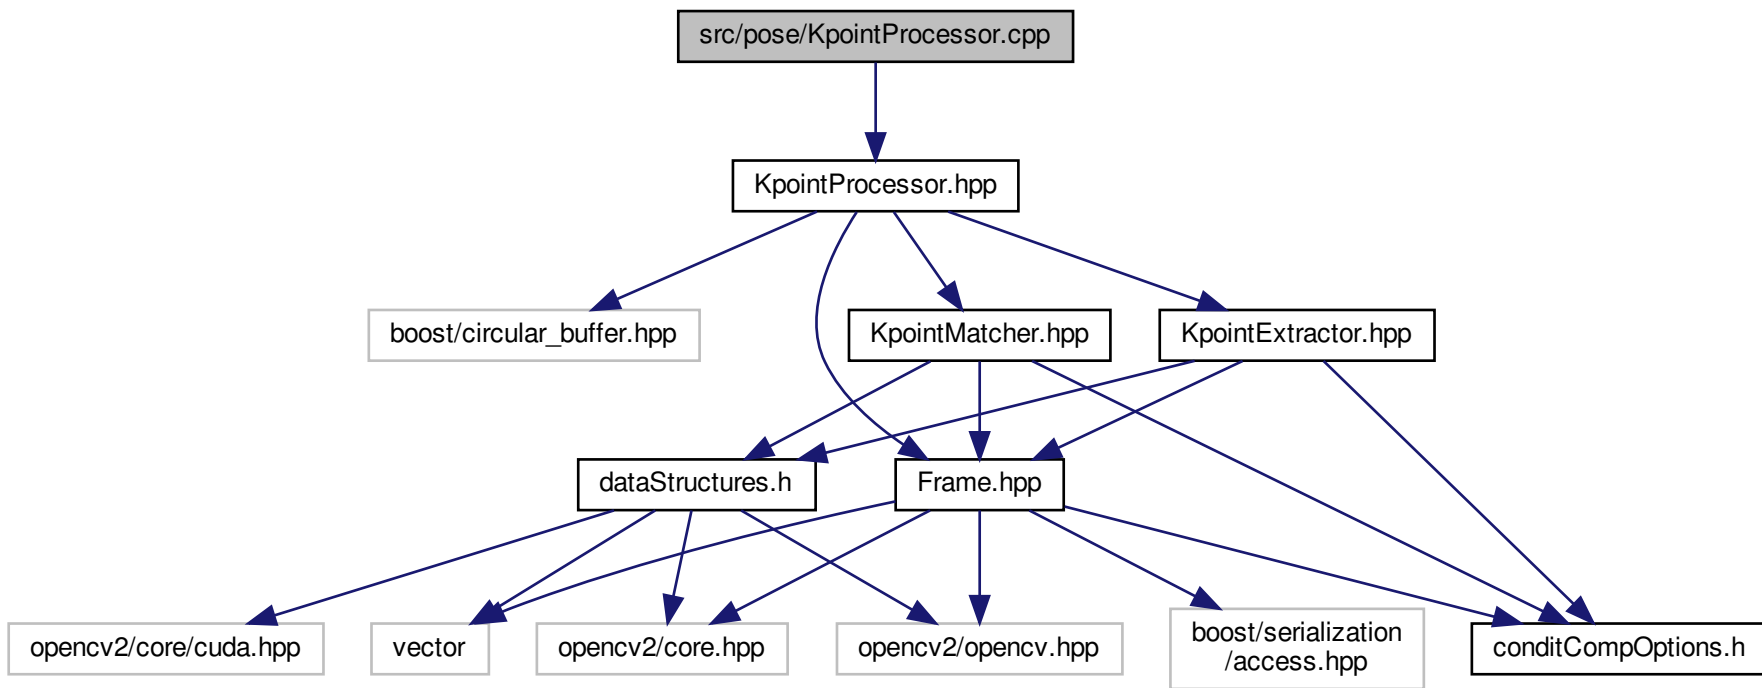 src/pose/KpointProcessor.cpp
KpointProcessor.hpp
boost/circular_buffer.hpp
KpointMatcher.hpp
KpointExtractor.hpp
dataStructures.h
Frame.hpp
opencv2/core/cuda.hpp
vector
opencv2/core.hpp
opencv2/opencv.hpp
boost/serialization
/access.hpp
conditCompOptions.h